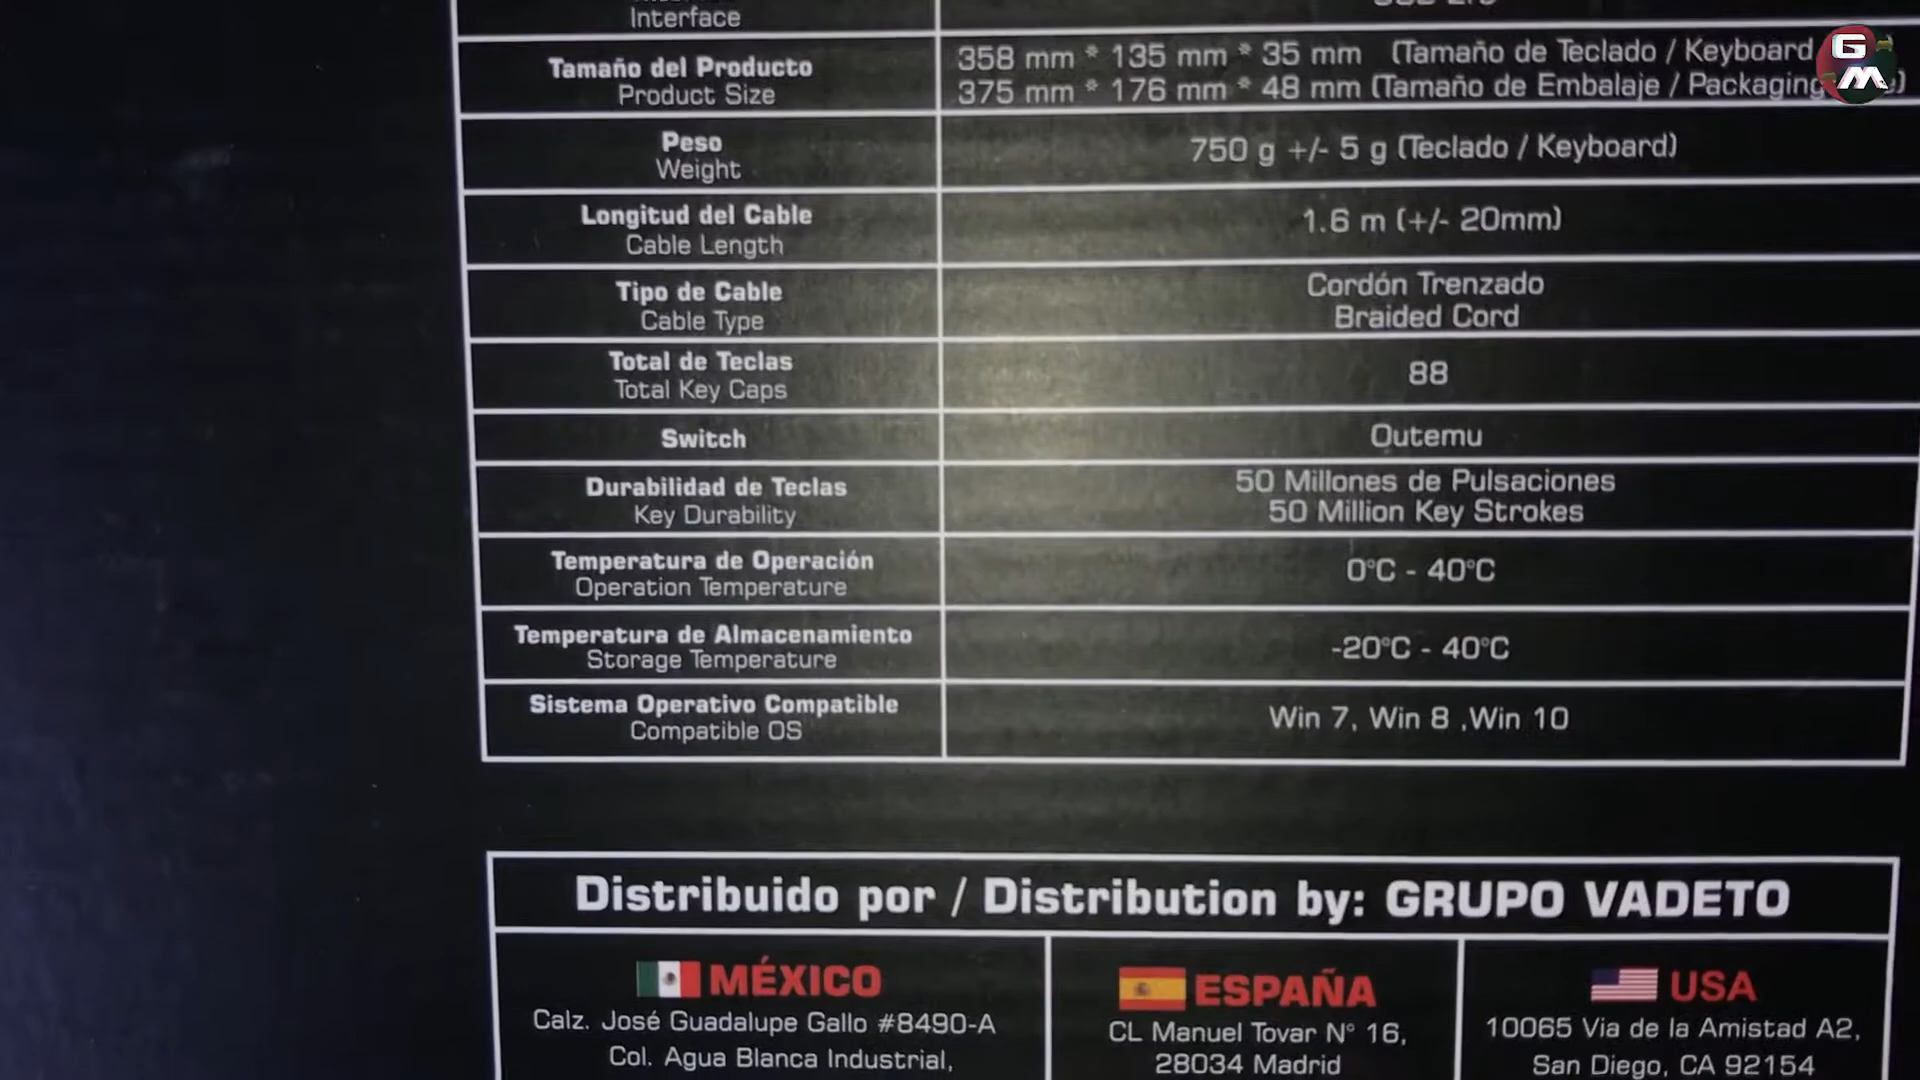 Interface
Tamaño del Producto
Product Size
358 mm * 135 mm * 35 mm (Tamaño de Teclado / Keyboard
375 mm * 176 mm * 48 mm (Tamaño de Embalaje / Packaging
Peso
Weight
750 g +/- 5 g (Teclado / Keyboard)
Longitud del Cable
Cable Length
1.6 m (+/- 20mm)
Tipo de Cable
Cable Type
Cordón Trenzado
Braided Cord
Total de Teclas
Total Key Caps
88
Switch
Outemu
Durabilidad de Teclas
Key Durability
50 Millones de Pulsaciones
50 Million Key Strokes
Temperatura de Operación
Operation Temperature
0°C - 40°C
Temperatura de Almacenamiento
Storage Temperature
-20°C - 40°C
Sistema Operativo Compatible
Compatible OS
Win 7, Win 8 ,Win 10
Distribuido por / Distribution by: GRUPO VADETO
MÉXICO
Calz. José Guadalupe Gallo #8490-A
Col. Agua Blanca Industrial,
ESPAÑA
CL Manuel Tovar N° 16,
28034 Madrid
USA
10065 Via de la Amistad A2,
San Diego, CA 92154
GM